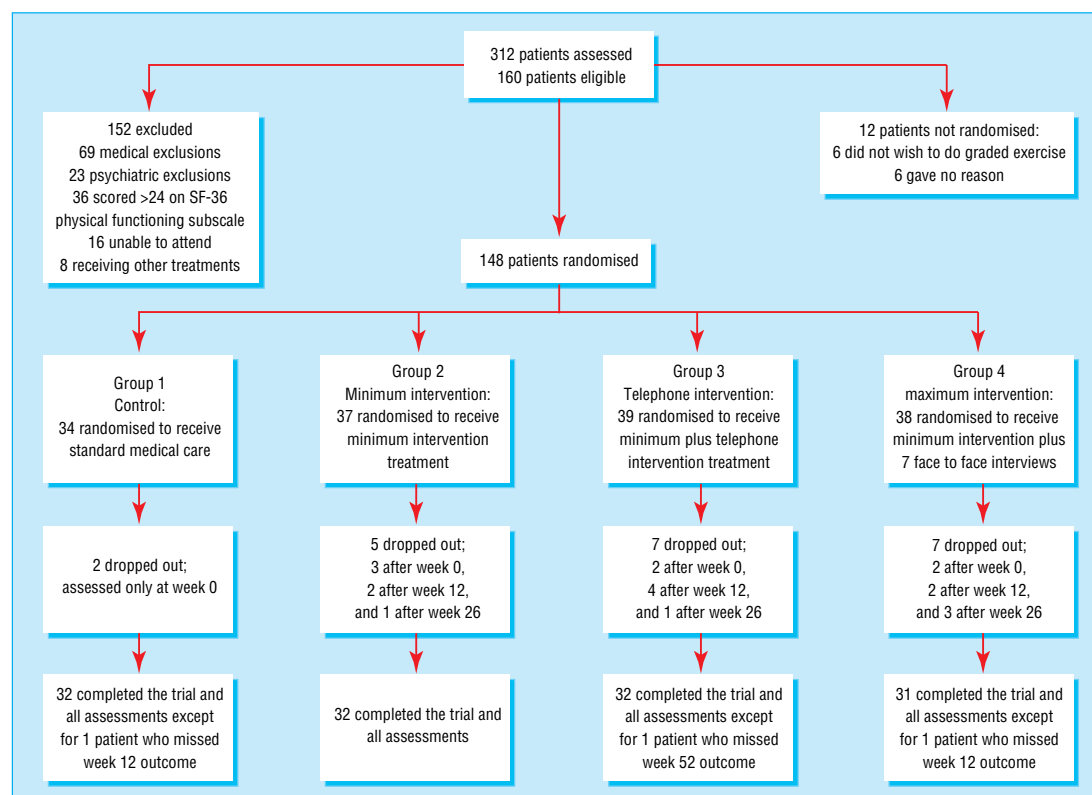 312 patients assessed
160 patients eligible
152 excluded
69 medical exclusions
23 psychiatric exclusions
36 scored >24 on SF-36
physical functioning subscale
16 unable to attend
8 receiving other treatments
12 patients not randomised:
6 did not wish to do graded exercise
6 gave no reason
148 patients randomised
Group 1
Control:
34 randomised to receive
standard medical care
Group 2
Minimum intervention:
37 randomised to receive
minimum intervention
treatment
Group 3
Telephone intervention:
39 randomised to receive
minimum plus telephone
intervention treatment
Group 4
maximum intervention:
38 randomised to receive
minimum intervention plus
7 face to face interviews
2 dropped out;
assessed only at week 0
5 dropped out;
3 after week 0,
2 after week 12,
and 1 after week 26
7 dropped out;
2 after week 0,
4 after week 12,
and 1 after week 26
7 dropped out;
2 after week 0,
2 after week 12,
and 3 after week 26
32 completed the trial and
all assessments except
for 1 patient who missed
week 12 outcome
32 completed the trial and
all assessments
32 completed the trial and
all assessments except
for 1 patient who missed
week 52 outcome
31 completed the trial and
all assessments except
for 1 patient who missed
week 12 outcome